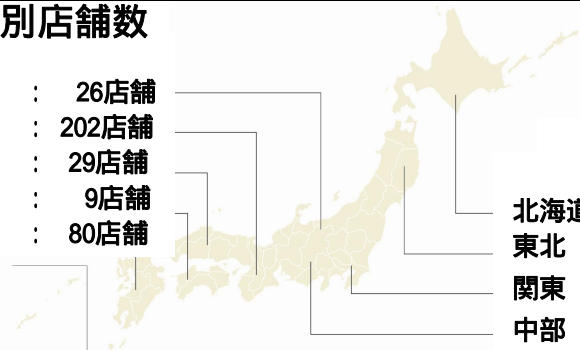 別店舗数
: 26店舗
: 202店舗
: 29店舗
: 9店舗
: 80店舗
北海道
東北
関東
中部